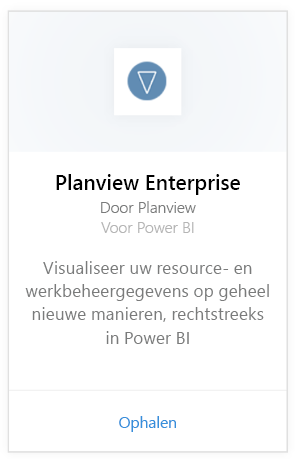 Planview Enterprise
Door Planview
Voor Power BI
Visualiseer uw resource- en
werkbeheergegevens op geheel
nieuwe manieren, rechtstreeks
in Power BI
Ophalen